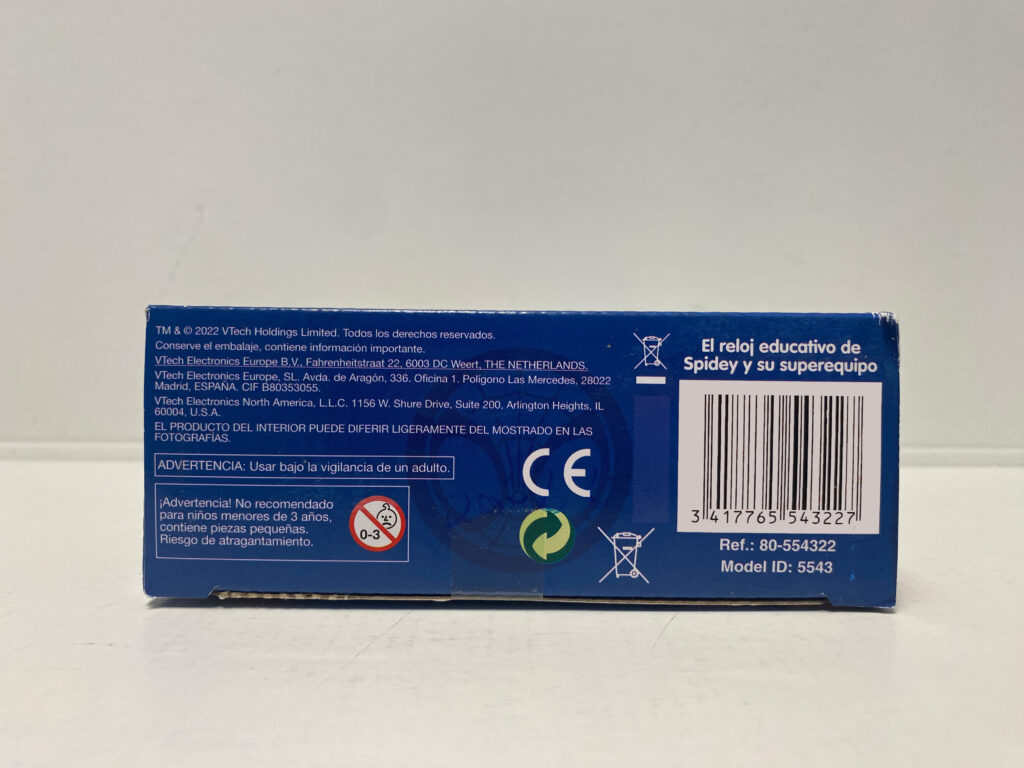 TM & © 2022 VTech Holdings Limited. Todos los derechos reservados.
Conserve el embalaje, contiene información importante.
VTech Electronics Europe B.V., Fahrenheitstraat 22, 6003 DC Weert, THE NETHERLANDS.
VTech Electronics Europe, SL. Avda. de Aragón, 336. Oficina 1. Polígono Las Mercedes, 28022
Madrid, ESPAÑA. CIF B80353055.
VTech Electronics North America, L.L.C. 1156 W. Shure Drive, Suite 200, Arlington Heights, IL
60004, U.S.A.
EL PRODUCTO DEL INTERIOR PUEDE DIFERIR LIGERAMENTE DEL MOSTRADO EN LAS
FOTOGRAFÍAS.
ADVERTENCIA: Usar bajo la vigilancia de un adulto.
¡Advertencia! No recomendado
para niños menores de 3 años,
contiene piezas pequeñas.
Riesgo de atragantamiento.
0-3
CE
El reloj educativo de
Spidey y su superequipo
3 417765 543227
Ref.: 80-554322
Model ID: 5543